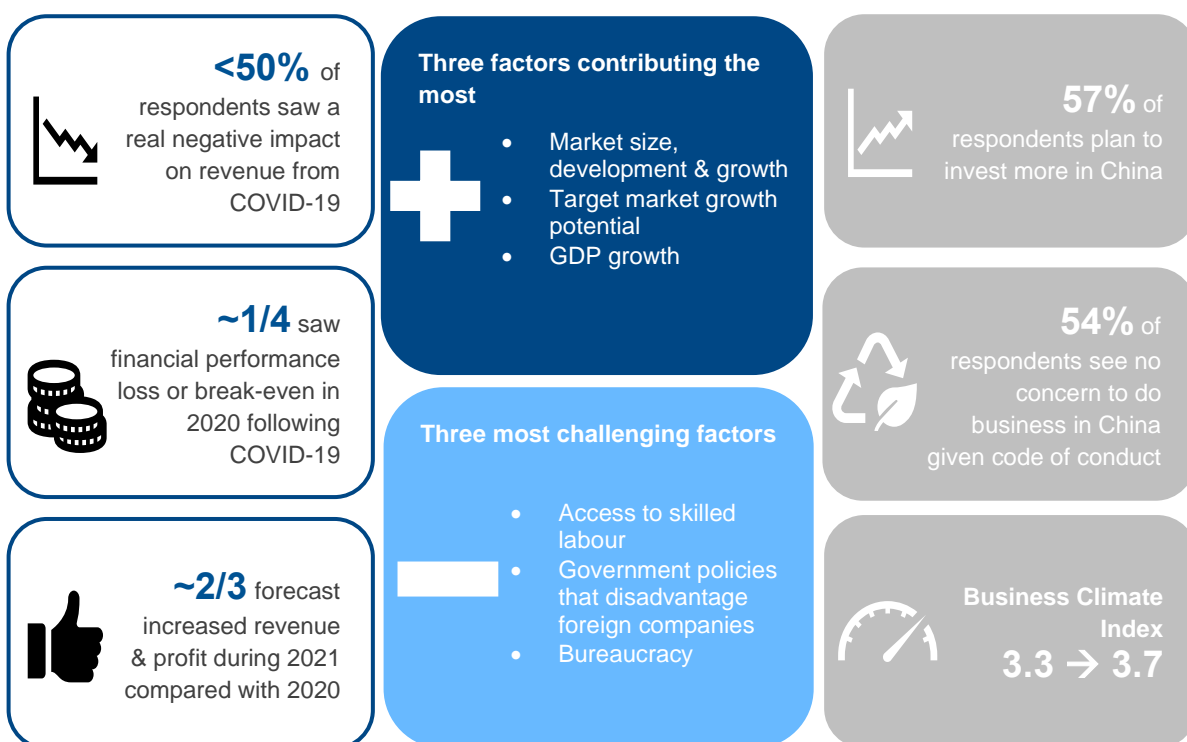 <50% of
respondents saw a
real negative impact
on revenue from
COVID-19
~1/4 saw
financial performance
loss or break-even in
2020 following
COVID-19
~2/3 forecast
increased revenue
& profit during 2021
compared with 2020
Three factors contributing the
most
• Market size,
development & growth
• Target market growth
potential
• GDP growth
Three most challenging factors
• Access to skilled
labour
• Government policies
that disadvantage
foreign companies
• Bureaucracy
57% of
respondents plan to
invest more in China
54% of
respondents see no
concern to do
business in China
given code of conduct
Business Climate
Index
3.3 → 3.7